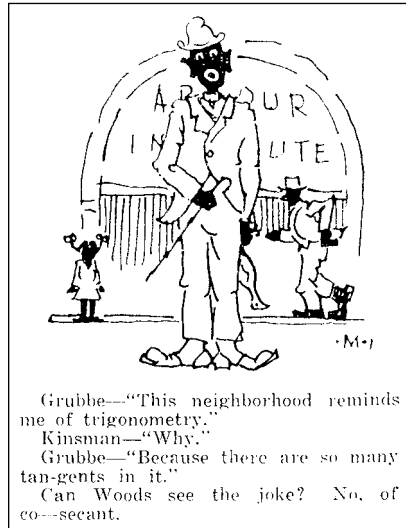 AR UR
IN UTE
·M·
Grubbe—"This neighborhood reminds
me of trigonometry."
Kinsman—"Why."
Grubbe—"Because there are so many
tan-gents in it."
Can Woods see the joke? No, of
co—secant.